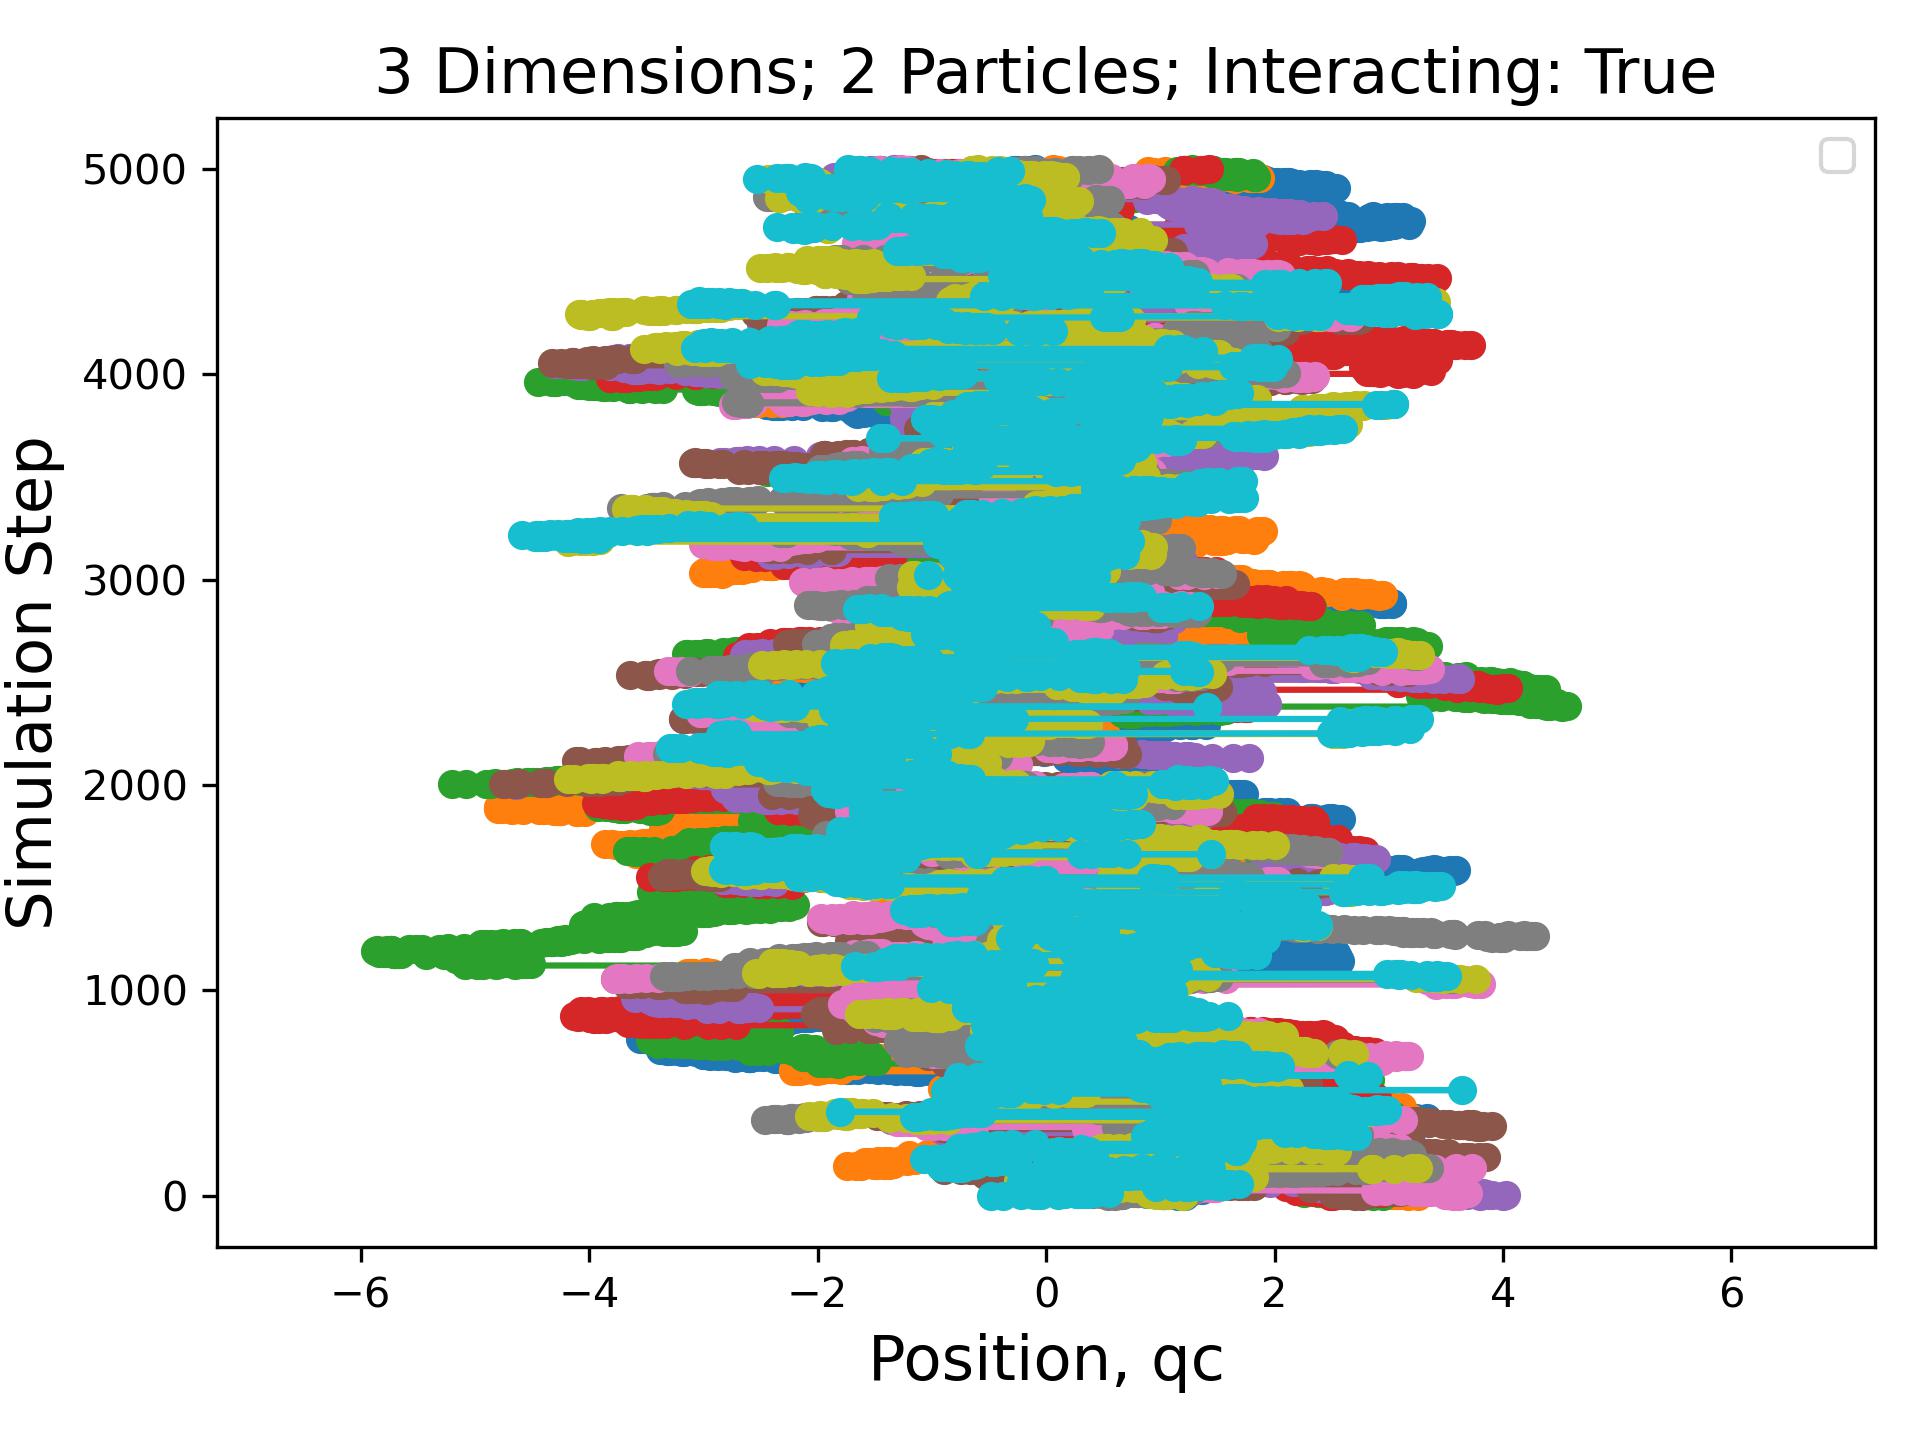 3 Dimensions; 2 Particles; Interacting: True
Simulation Step
5000
4000
3000
2000
1000
0
−6 −4 −2 0 2 4 6
Position, qc